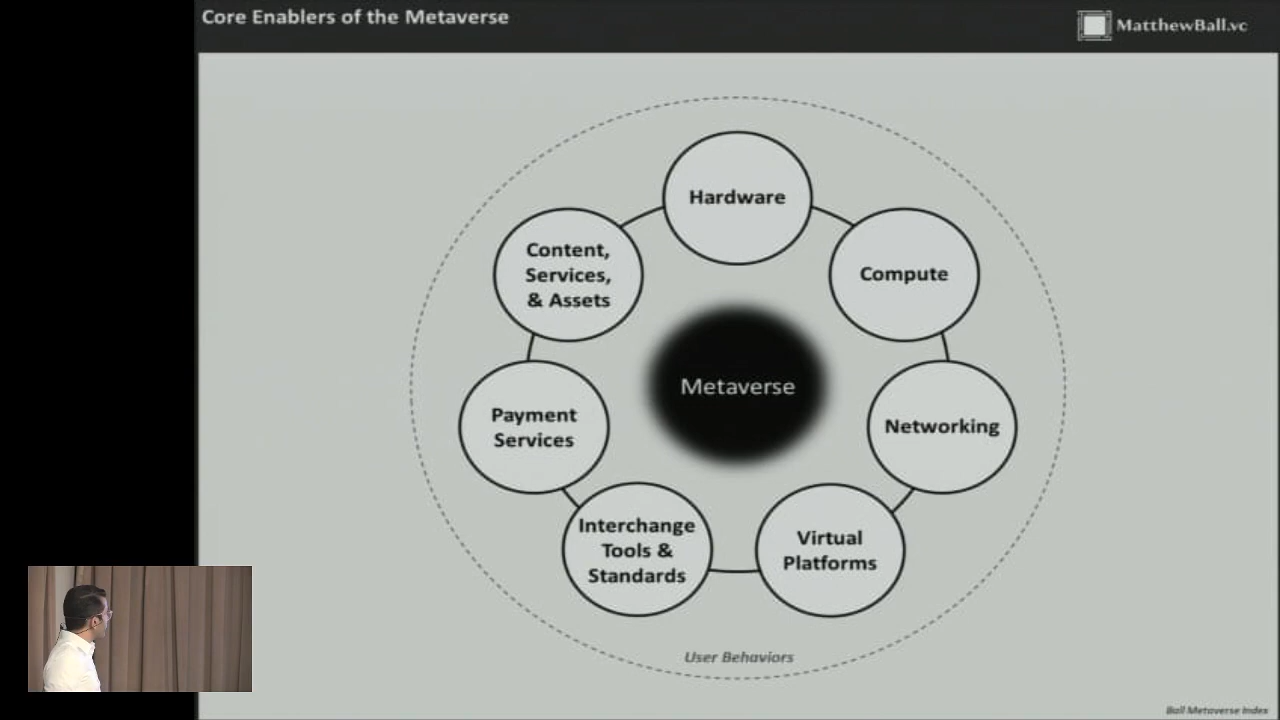 Core Enablers of the Metaverse
MatthewBall.vc
Hardware
Content,
Services,
& Assets
Compute
Metaverse
Payment
Services
Networking
Interchange
Tools &
Standards
Virtual
Platforms
User Behaviors
Ball Metaverse Index